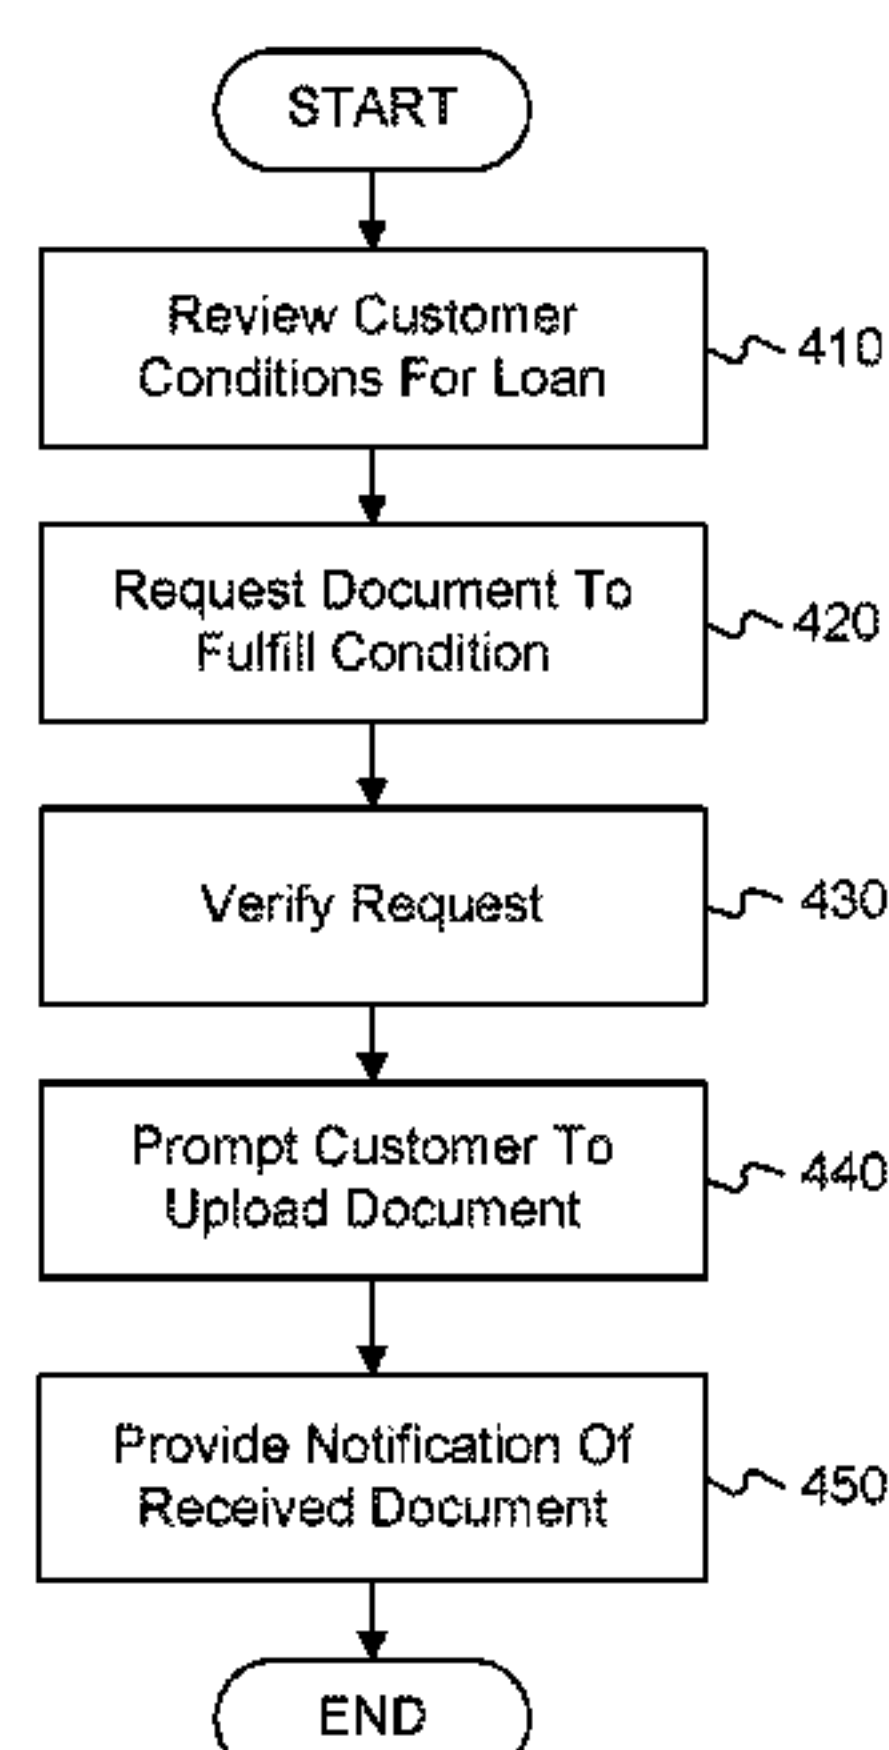 START
Review Customer
Conditions For Loan
410
Request Document To
Fulfill Condition
420
Verify Request
430
Prompt Customer To
Upload Document
440
Provide Notification Of
Received Document
450
END